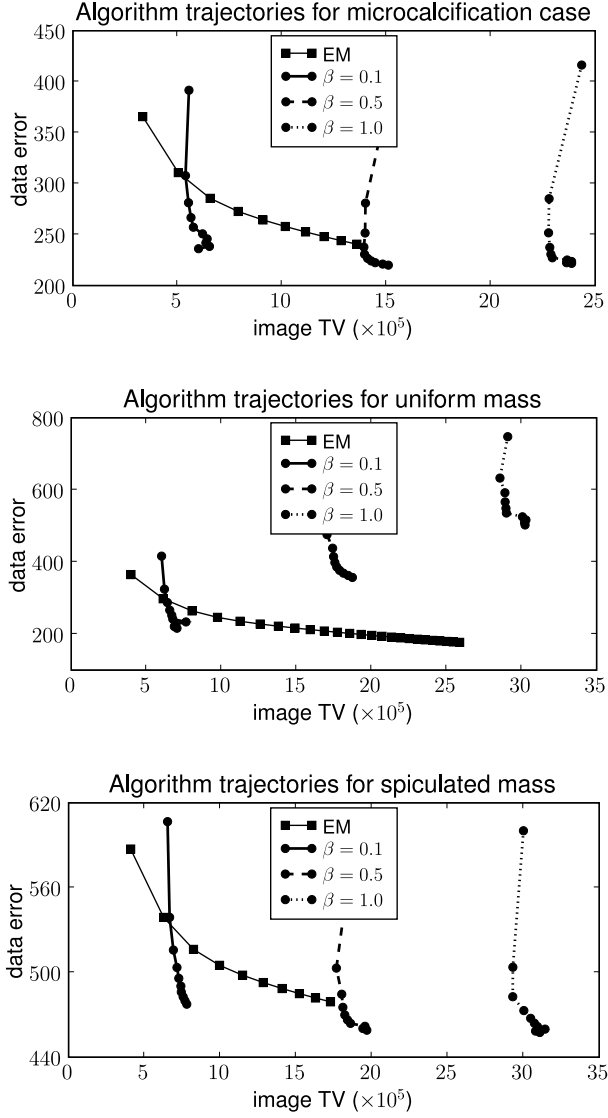 Algorithm trajectories for microcalcification case
450
400
350
300
250
200
data error
EM
β = 0.1
β = 0.5
β = 1.0
0 5 10 15 20 25
image TV (×10⁵)
Algorithm trajectories for uniform mass
800
600
400
200
data error
EM
β = 0.1
β = 0.5
β = 1.0
0 5 10 15 20 25 30 35
image TV (×10⁵)
Algorithm trajectories for spiculated mass
620
560
500
440
data error
EM
β = 0.1
β = 0.5
β = 1.0
0 5 10 15 20 25 30 35
image TV (×10⁵)